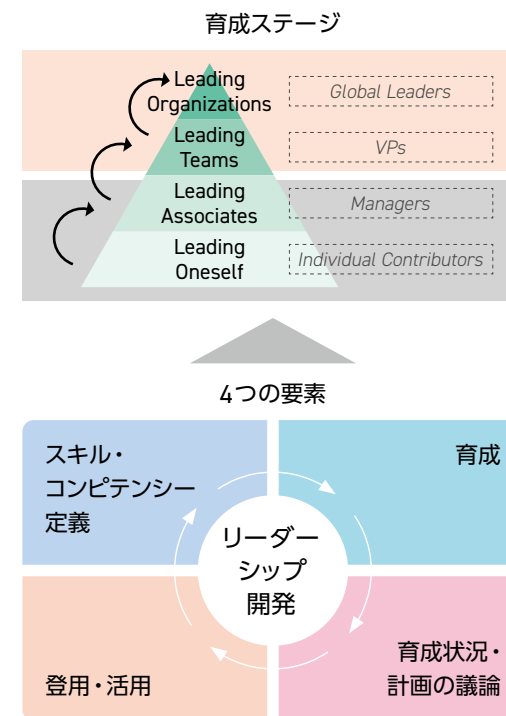 育成ステージ
Leading
Organizations
Global Leaders
Leading
Teams
VPs
Leading
Associates
Managers
Leading
Oneself
Individual Contributors
4つの要素
スキル・
コンピテンシー
定義
育成
リーダー
シップ
開発
登用・活用
育成状況・
計画の議論